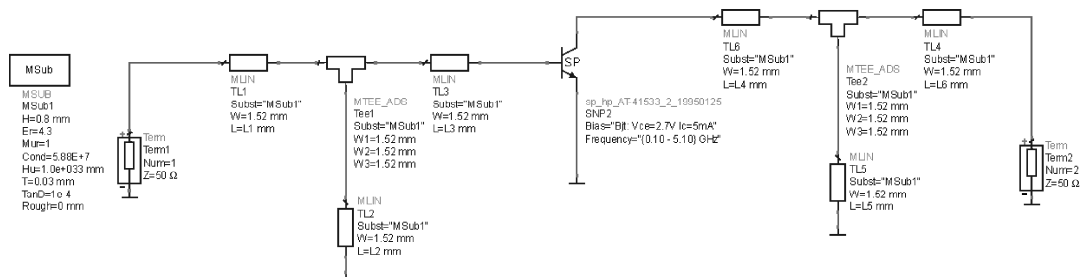 MSub
MSUB
MSub1
H=0.8 mm
Er=4.3
Mur=1
Cond=5.88E+7
Hu=1.0e+033 mm
T=0.03 mm
TanD=1e-4
Rough=0 mm
Term
Term1
Num=1
Z=50 Ω
MLIN
TL1
Subst="MSub1"
W=1.52 mm
L=L1 mm
MTEE_ADS
Tee1
Subst="MSub1"
W1=1.52 mm
W2=1.52 mm
W3=1.52 mm
MLIN
TL2
Subst="MSub1"
W=1.52 mm
L=L2 mm
MLIN
TL3
Subst="MSub1"
W=1.52 mm
L=L3 mm
SP
sp_hp_AT-41533_2_19950125
SNP2
Bias="Bjt: Vce=2.7V Ic=5mA"
Frequency="(0.10 - 5.10) GHz"
MLIN
TL6
Subst="MSub1"
W=1.52 mm
L=L4 mm
MTEE_ADS
Tee2
Subst="MSub1"
W1=1.52 mm
W2=1.52 mm
W3=1.52 mm
MLIN
TL5
Subst="MSub1"
W=1.52 mm
L=L5 mm
MLIN
TL4
Subst="MSub1"
W=1.52 mm
L=L6 mm
Term
Term2
Num=2
Z=50 Ω